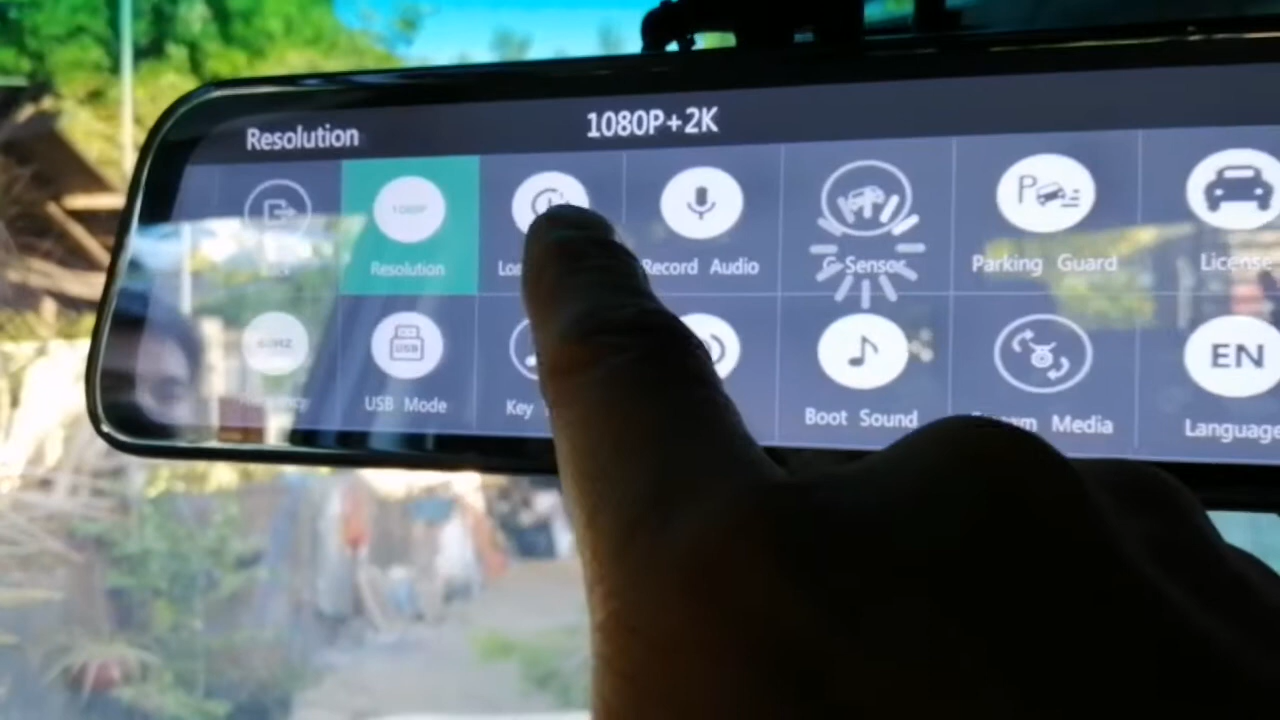 Resolution 1080P+2K
1080P
Resolution
Record Audio
G-Sensor
Parking Guard
License
P
60HZ
USB
EN
USB Mode
Key
Boot Sound
Media
Language